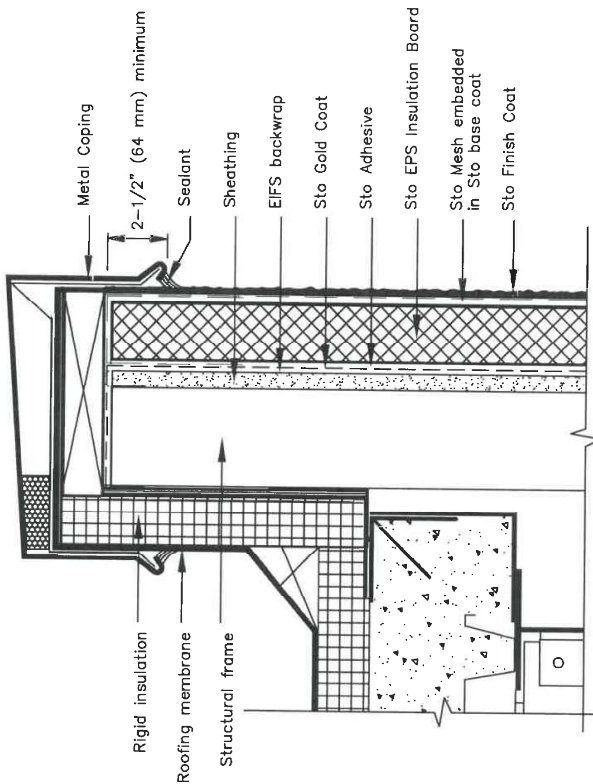 Metal Coping
2-1/2" (64 mm) minimum
Sealant
Sheathing
EIFS backwrap
Sto Gold Coat
Sto Adhesive
Sto EPS Insulation Board
Sto Mesh embedded
in Sto base coat
Sto Finish Coat
Rigid insulation
Roofing membrane
Structural frame